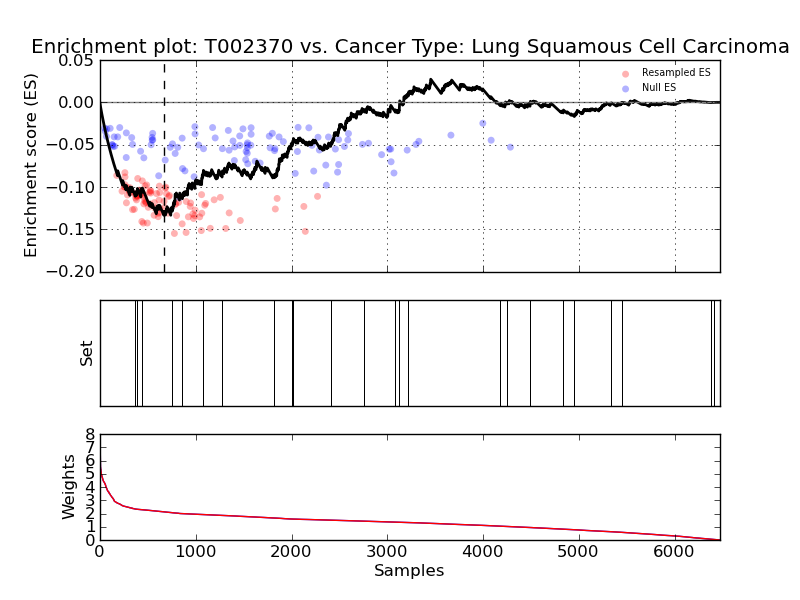 Enrichment plot: T002370 vs. Cancer Type: Lung Squamous Cell Carcinoma
Enrichment score (ES)
0.05
0.00
−0.05
−0.10
−0.15
−0.20
Resampled ES
Null ES
Set
Weights
8
7
6
5
4
3
2
1
0
0 1000 2000 3000 4000 5000 6000
Samples